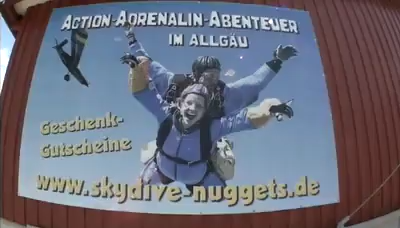 Action-Adrenalin-Abenteuer
im Allgäu
Geschenk-
Gutscheine
www.skydive-nuggets.de